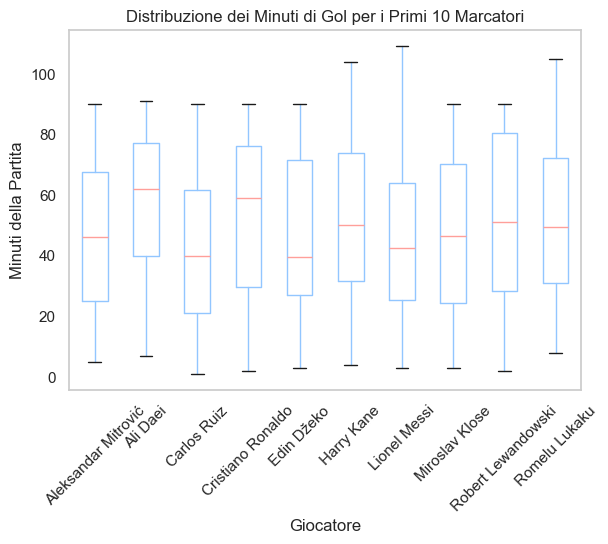 Distribuzione dei Minuti di Gol per i Primi 10 Marcatori
Minuti della Partita
100
80
60
40
20
0
Aleksandar Mitrović
Ali Daei
Carlos Ruiz
Cristiano Ronaldo
Edin Džeko
Harry Kane
Lionel Messi
Miroslav Klose
Robert Lewandowski
Romelu Lukaku
Giocatore